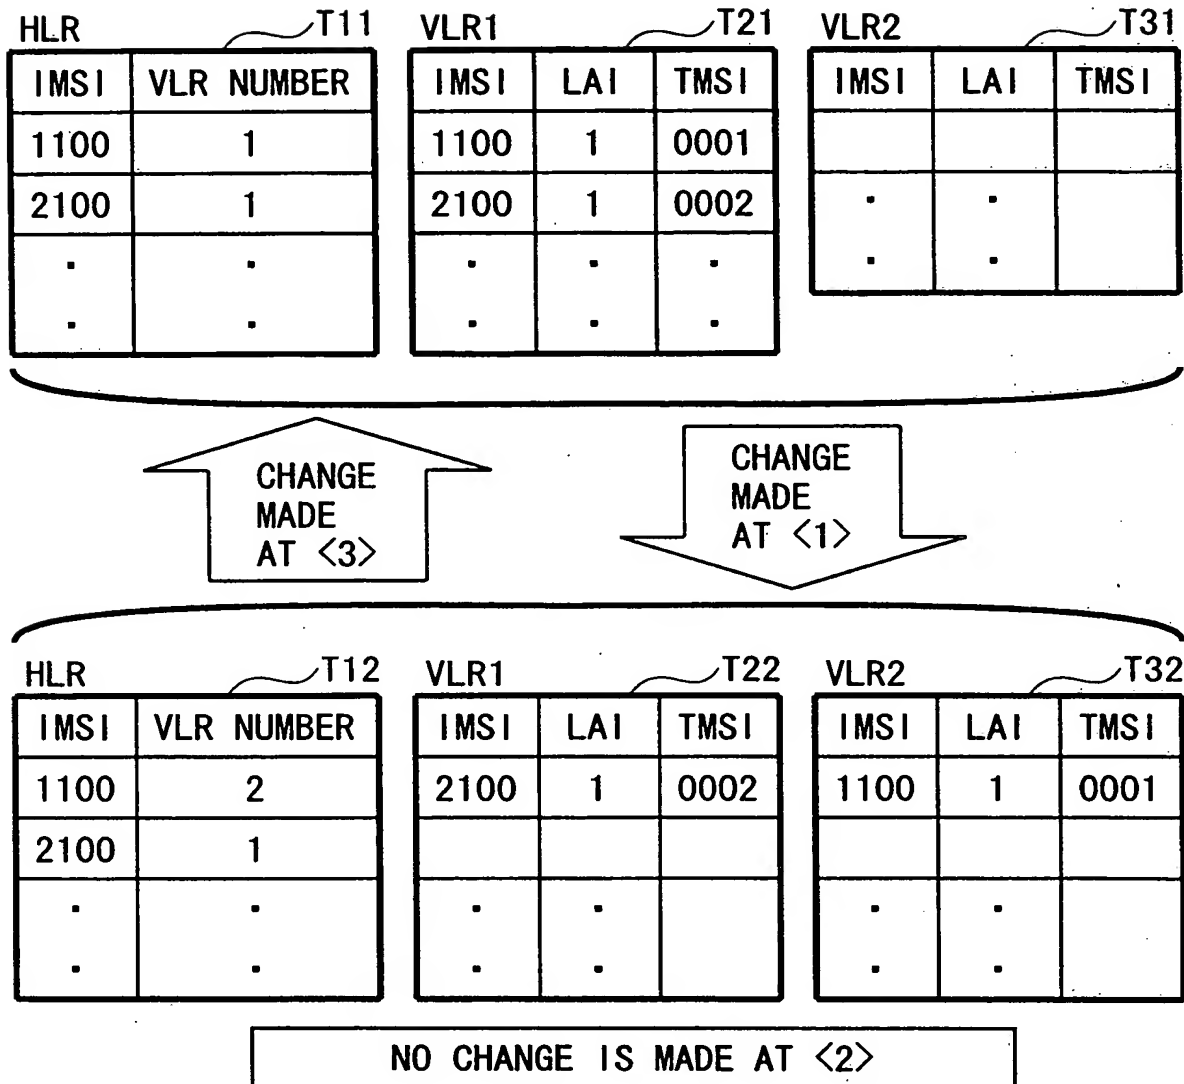 HLR T11 VLR1 T21 VLR2 T31
IMSI VLR NUMBER IMSI LAI TMSI IMSI LAI TMSI
1100 1 1100 1 0001
2100 1 2100 1 0002
CHANGE
MADE
AT <3>
CHANGE
MADE
AT <1>
HLR T12 VLR1 T22 VLR2 T32
IMSI VLR NUMBER IMSI LAI TMSI IMSI LAI TMSI
1100 2 2100 1 0002 1100 1 0001
2100 1
NO CHANGE IS MADE AT <2>